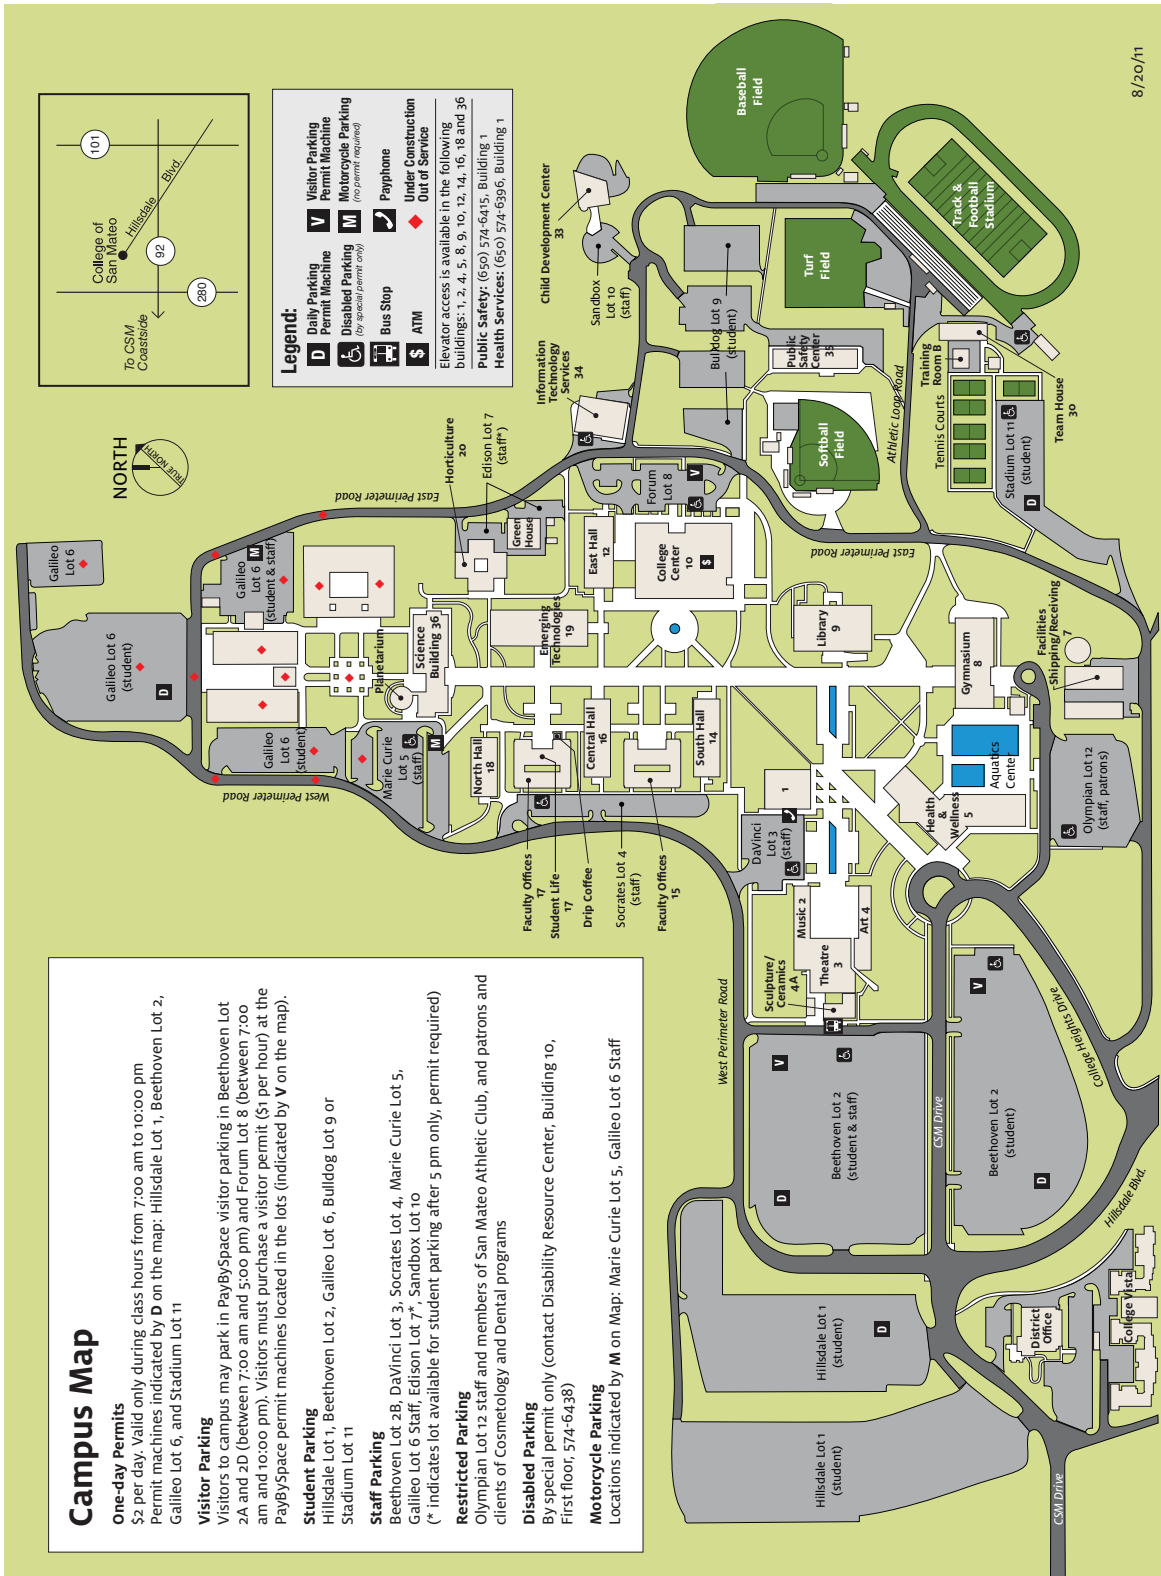 Campus Map
One-day Permits
$2 per day. Valid only during class hours from 7:00 am to 10:00 pm
Permit machines indicated by D on the map: Hillsdale Lot 1, Beethoven Lot 2,
Galileo Lot 6, and Stadium Lot 11
Visitor Parking
Visitors to campus may park in PayBySpace visitor parking in Beethoven Lot
2A and 2D (between 7:00 am and 5:00 pm) and Forum Lot 8 (between 7:00
am and 10:00 pm). Visitors must purchase a visitor permit ($1 per hour) at the
PayBySpace permit machines located in the lots (indicated by V on the map).
Student Parking
Hillsdale Lot 1, Beethoven Lot 2, Galileo Lot 6, Bulldog Lot 9 or
Stadium Lot 11
Staff Parking
Beethoven Lot 2B, DaVinci Lot 3, Socrates Lot 4, Marie Curie Lot 5,
Galileo Lot 6 Staff, Edison Lot 7*, Sandbox Lot 10
(* indicates lot available for student parking after 5 pm only, permit required)
Restricted Parking
Olympian Lot 12 staff and members of San Mateo Athletic Club, and patrons and
clients of Cosmetology and Dental programs
Disabled Parking
By special permit only (contact Disability Resource Center, Building 10,
First floor, 574-6438)
Motorcycle Parking
Locations indicated by M on Map: Marie Curie Lot 5, Galileo Lot 6 Staff
NORTH
TRUE NORTH
To CSM
Coastside
College of
San Mateo
Hillsdale Blvd.
101
92
280
Legend:
D Daily Parking
Permit Machine
V Visitor Parking
Permit Machine
Disabled Parking
(by special permit only)
M Motorcycle Parking
(no permit required)
Bus Stop
Payphone
$ ATM
Under Construction
Out of Service
Elevator access is available in the following
buildings: 1, 2, 4, 5, 8, 9, 10, 12, 14, 16, 18 and 36
Public Safety: (650) 574-6415, Building 1
Health Services: (650) 574-6396, Building 1
Galileo
Lot 6
Galileo Lot 6
(student)
D
Galileo
Lot 6
(student & staff)
M
Galileo
Lot 6
(student)
East Perimeter Road
West Perimeter Road
Planetarium
Science
Building 36
Marie Curie
Lot 5
(staff)
M
Horticulture
20
Edison Lot 7
(staff*)
Green
House
North Hall
18
Emerging
Technologies
19
East Hall
12
Central Hall
16
South Hall
14
Faculty Offices
17
Student Life
17
Drip Coffee
Socrates Lot 4
(staff)
Faculty Offices
15
Information
Technology
Services
34
Child Development Center
33
Sandbox
Lot 10
(staff)
Forum
Lot 8
V
College
Center
10
$
Bulldog Lot 9
(student)
Baseball
Field
Turf
Field
Public
Safety
Center
35
Softball
Field
Track &
Football
Stadium
Athletic Loop Road
Training
Room B
Tennis Courts
Team House
30
Stadium Lot 11
(student)
D
East Perimeter Road
Library
9
Gymnasium
8
Facilities
Shipping/Receiving
7
Aquatics
Center
Health
&
Wellness
5
Olympian Lot 12
(staff, patrons)
1
DaVinci
Lot 3
(staff)
Music 2
Art 4
Theatre
3
Sculpture/
Ceramics
4A
West Perimeter Road
V
Beethoven Lot 2
(student & staff)
D
CSM Drive
V
Beethoven Lot 2
(student)
D
College Heights Drive
Hillsdale Blvd.
Hillsdale Lot 1
(student)
D
Hillsdale Lot 1
(student)
District
Office
College Vista
CSM Drive
8/20/11